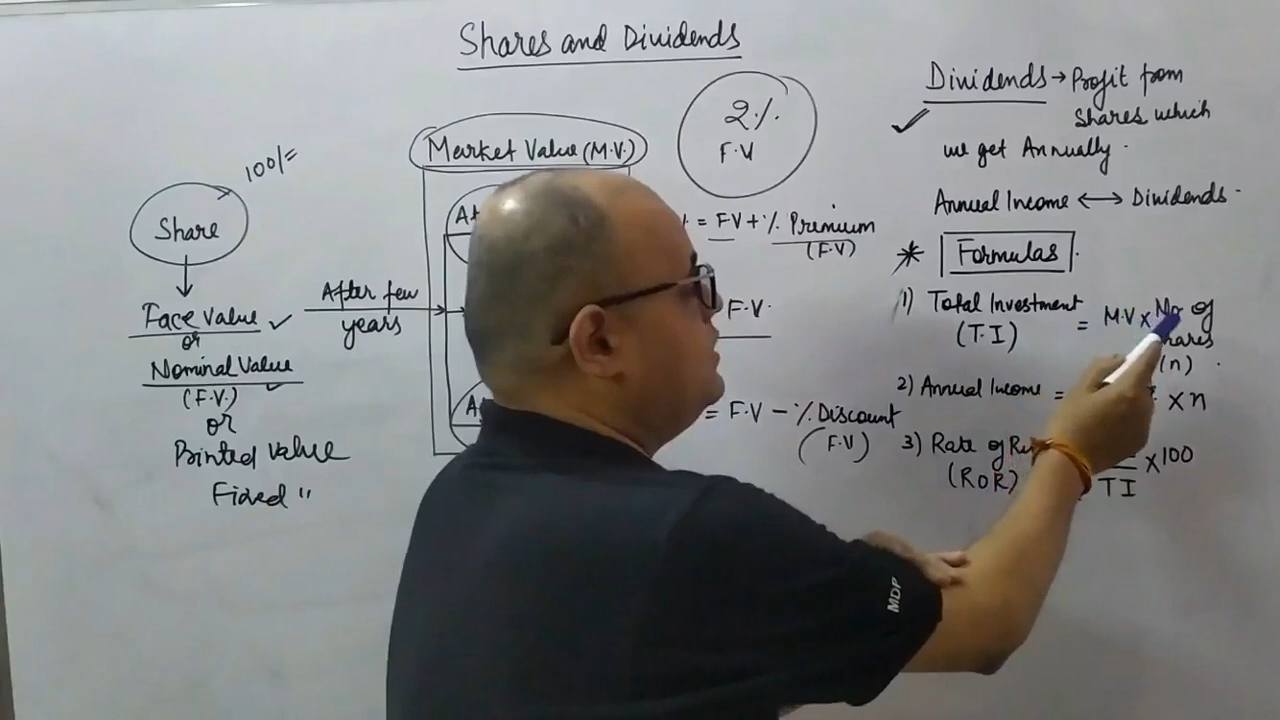 Shares and Dividends
100/=
Share
Face Value
or
Nominal Value
(F.V.)
or
Printed Value
Fixed "
After few
years
Market Value (M.V.)
2%
F.V
= FV + % Premium
(F.V)
F.V.
= F.V - % Discount
(F.V)
Dividends → Profit from
Shares which
we get Annually.
Annual Income ↔ Dividends.
* Formulas
1) Total Investment = M.V x No of
(T.I)
(n).
2) Annual Income = x n
3) Rate of
(ROR)
x 100
TI
MDP